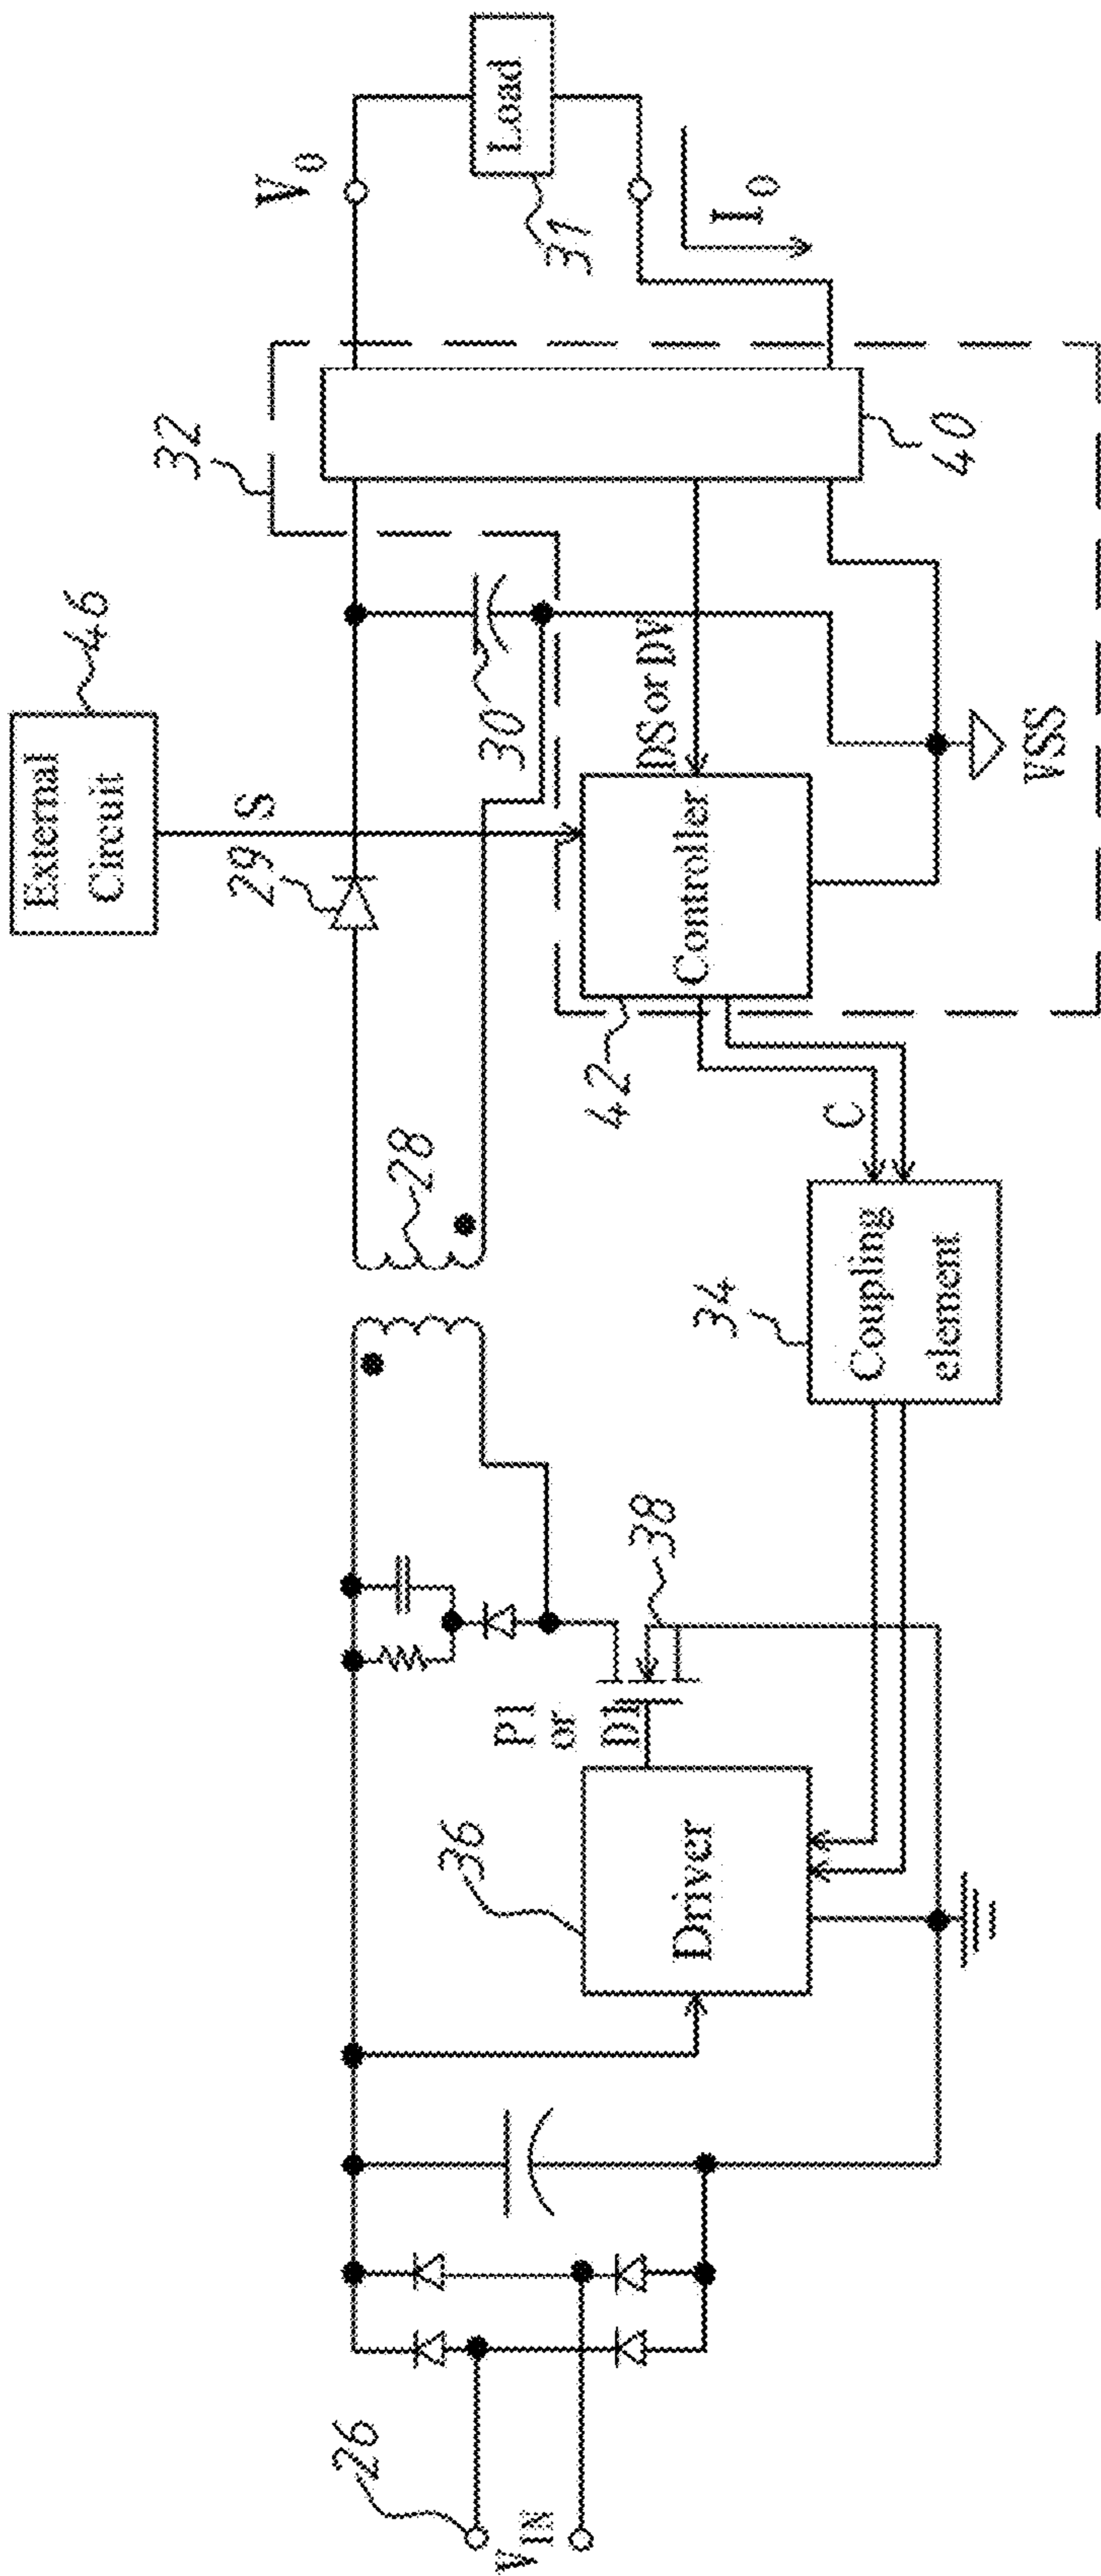 External
Circuit
46
S
32
V0
29
28
30
DS or DV
Load
31
I0
Controller
42
40
VSS
C
34
Coupling
element
38
P1
or
D1
36
Driver
26
VIN